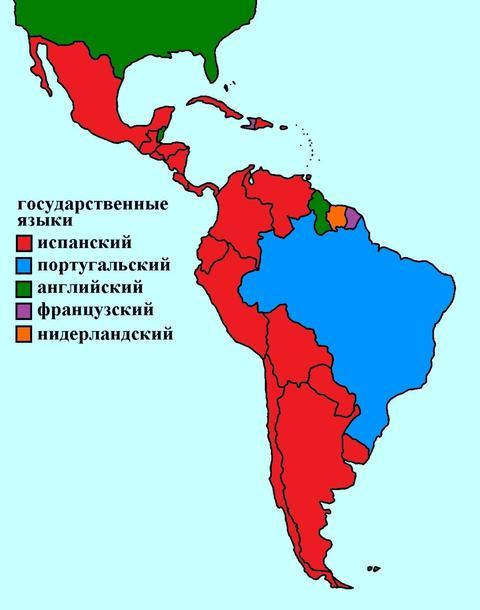 государственные
языки
испанский
португальский
английский
французский
нидерландский